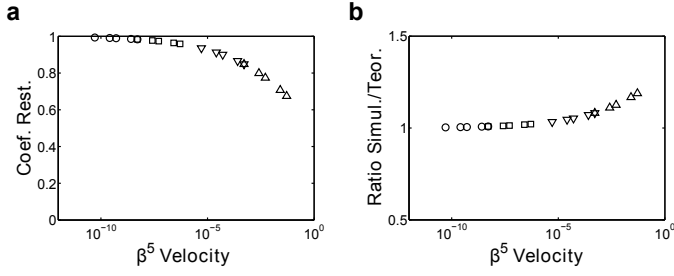 a
Coef. Rest.
1
0.8
0.6
0.4
0.2
0
10^-10
10^-5
10^0
β^5 Velocity
b
Ratio Simul./Teor.
1.5
1
0.5
10^-10
10^-5
10^0
β^5 Velocity